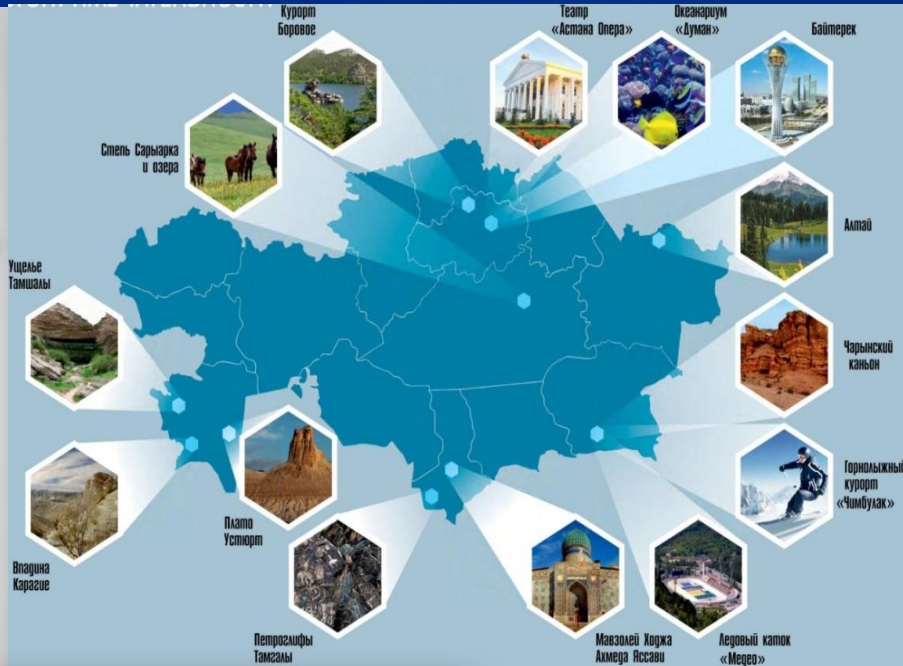 Курорт
Боровое
Театр
«Астана Опера»
Океанариум
«Думан»
Байтерек
Степь Сарыарка
и озера
Алтай
Ущелье
Тамшалы
Чарынский
каньон
Горнолыжный
курорт
«Чимбулак»
Плато
Устюрт
Впадина
Карагие
Петроглифы
Тамгалы
Мавзолей Ходжа
Ахмеда Яссави
Ледовый каток
«Медео»